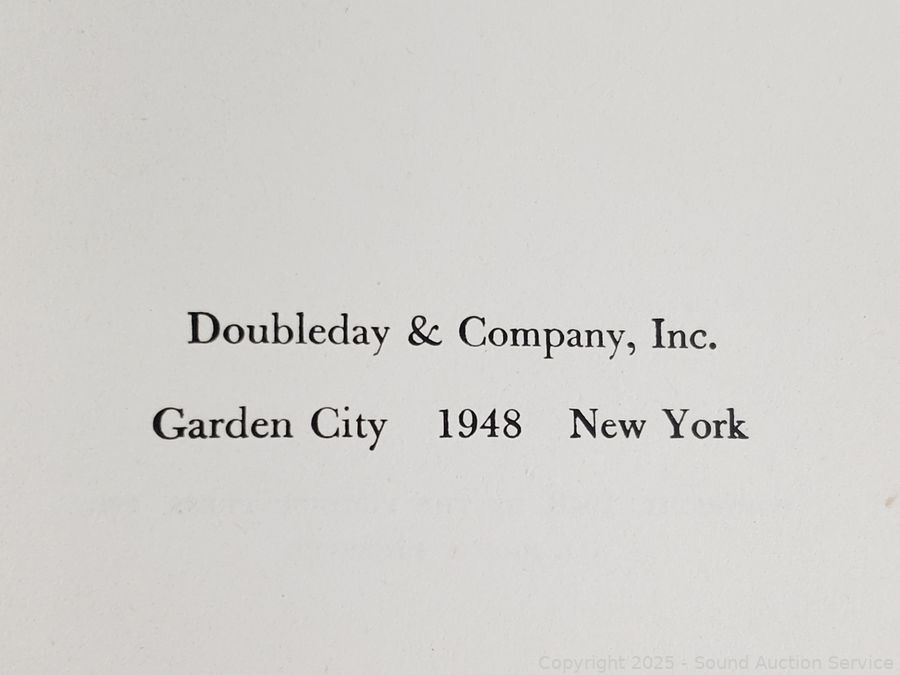 Doubleday & Company, Inc.
Garden City 1948 New York
Copyright 2025 - Sound Auction Service